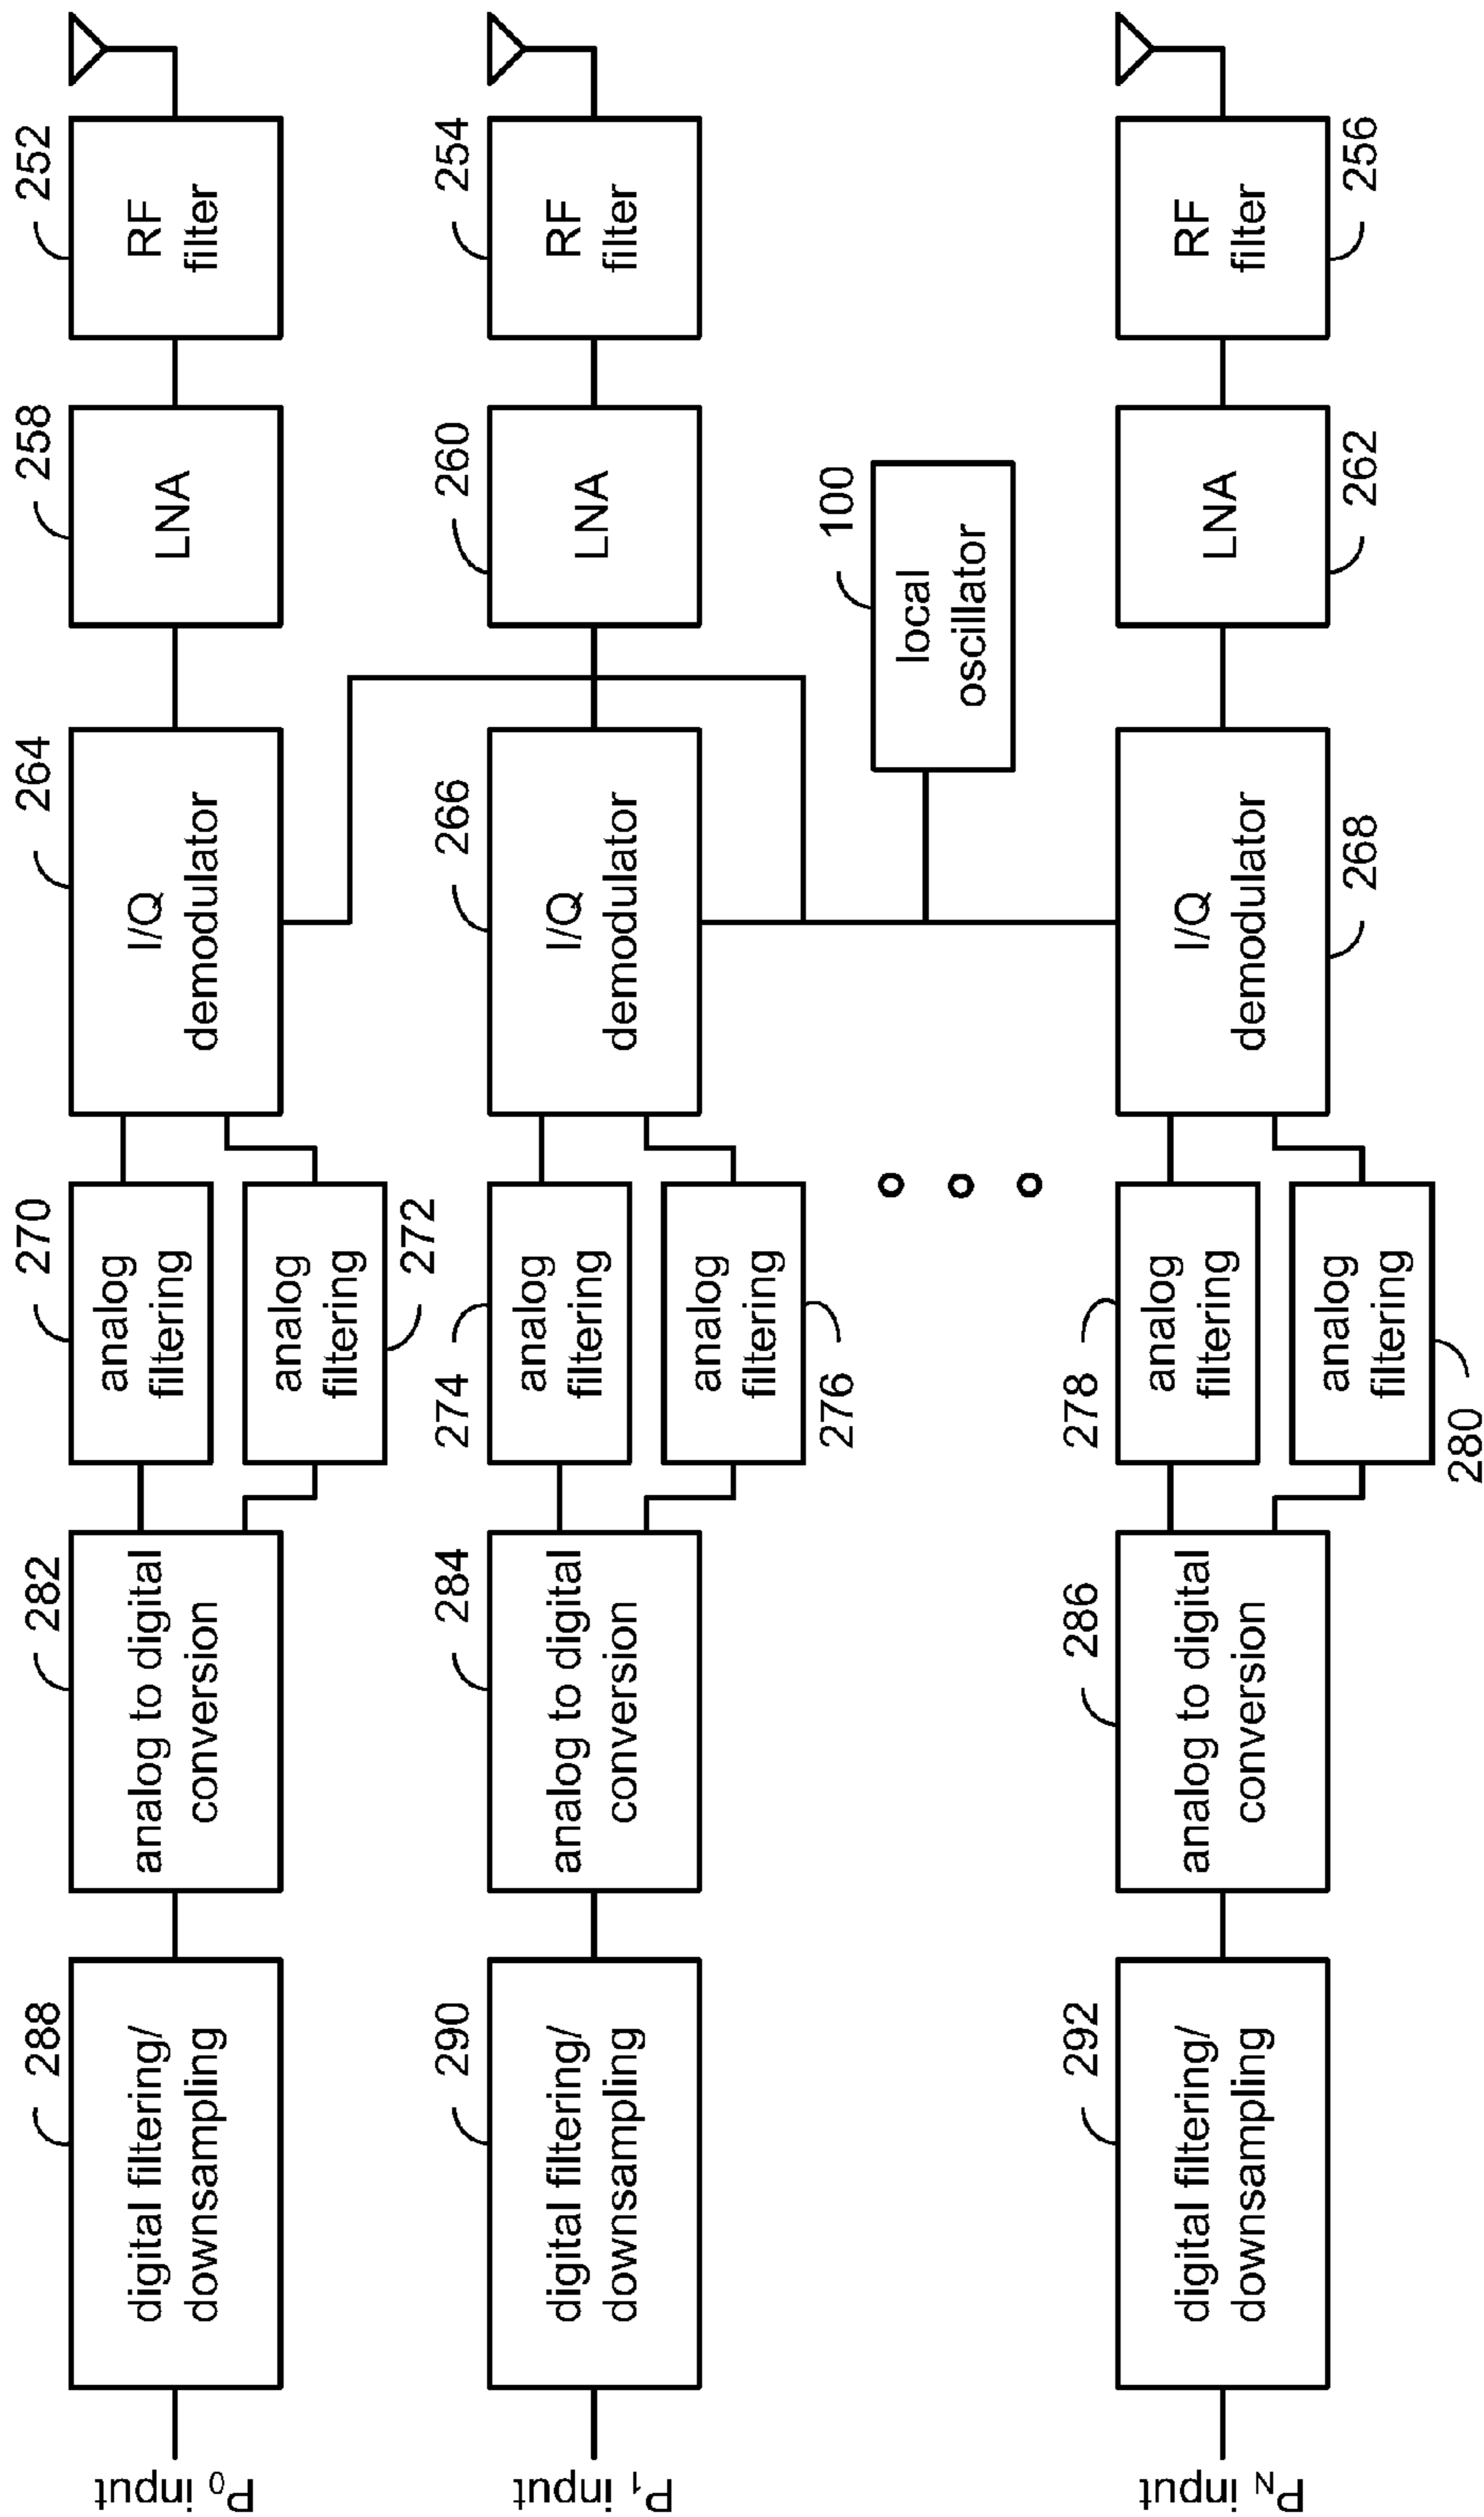 P0 input
288
digital filtering/
downsampling
282
analog to digital
conversion
270
analog
filtering
analog
filtering
272
264
I/Q
demodulator
258
LNA
252
RF
filter
P1 input
290
digital filtering/
downsampling
284
analog to digital
conversion
274
analog
filtering
analog
filtering
276
266
I/Q
demodulator
260
LNA
254
RF
filter
100
local
oscillator
PN input
292
digital filtering/
downsampling
286
analog to digital
conversion
278
analog
filtering
analog
filtering
280
I/Q
demodulator
268
LNA
262
RF
filter
256